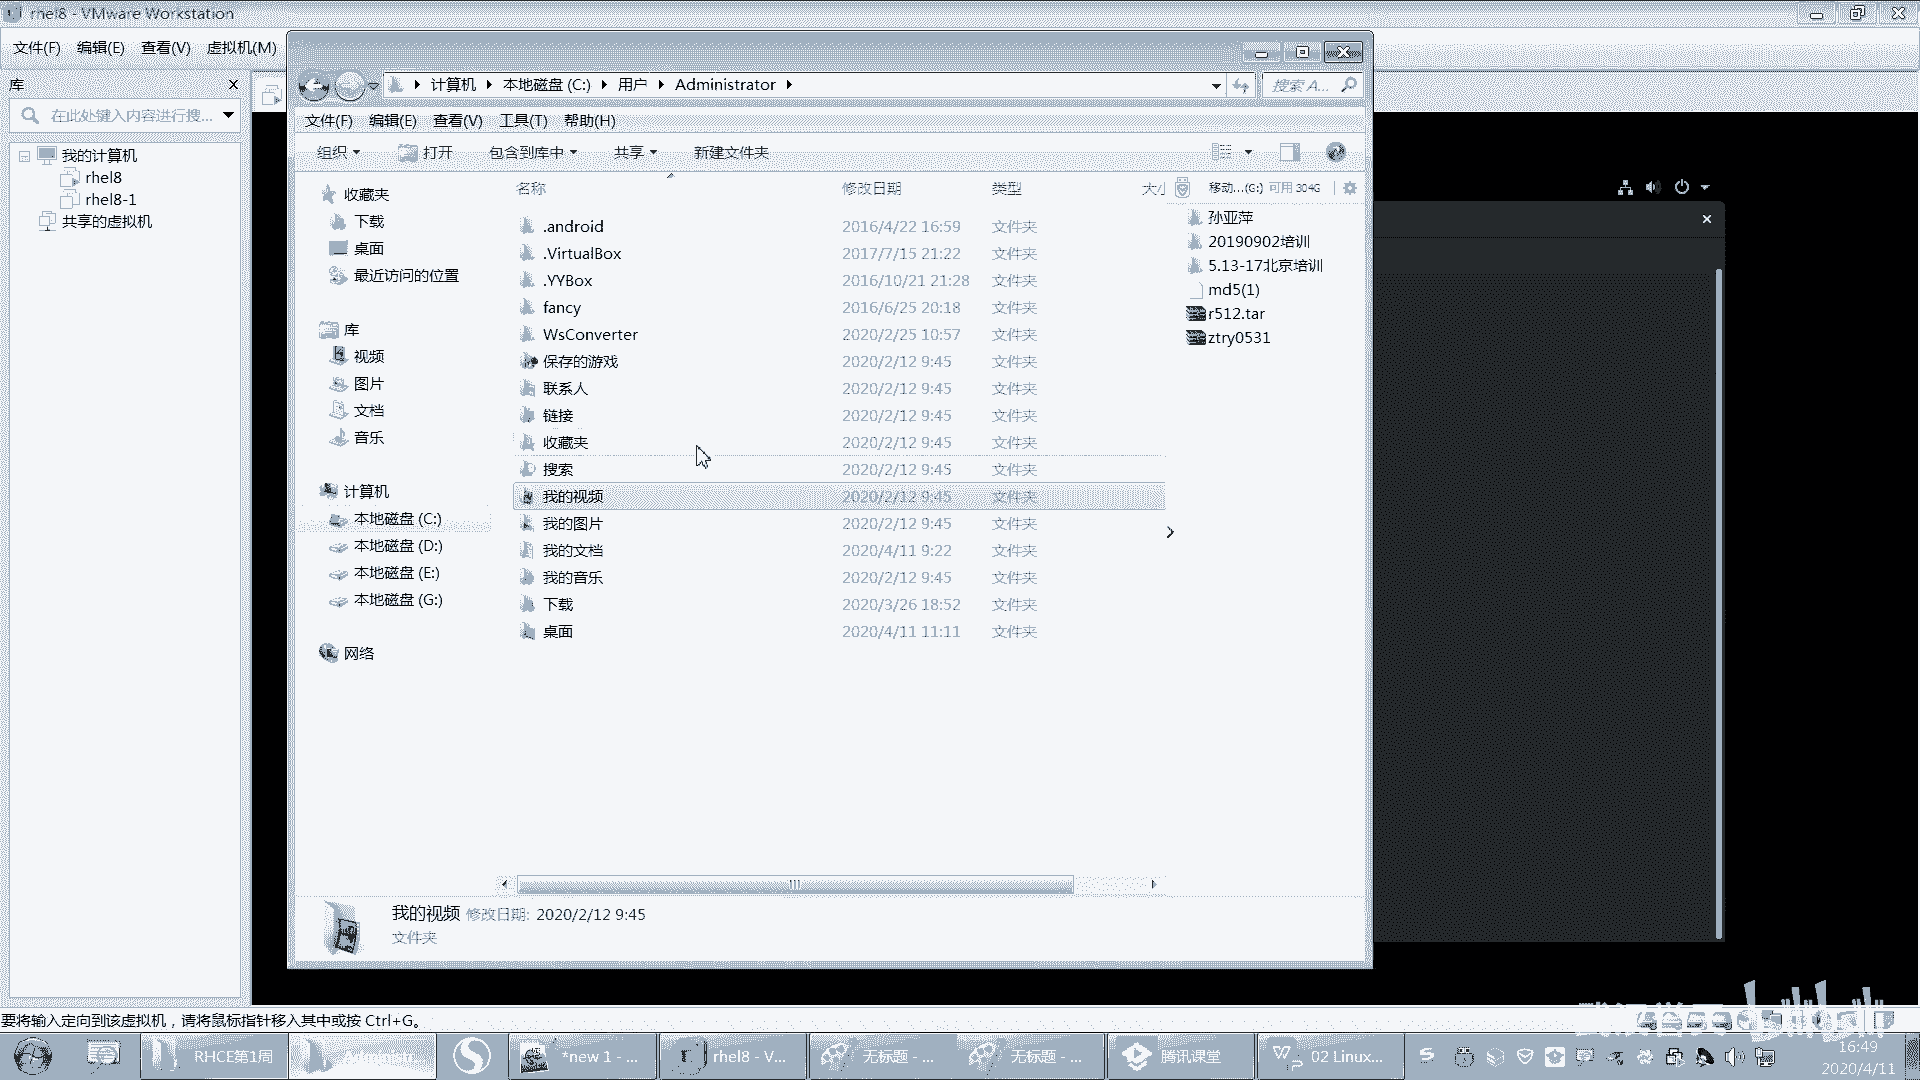 rhel8 - VMware Workstation
文件(F) 编辑(E) 查看(V) 虚拟机(M)
库
在此处键入内容进行搜...
我的计算机
rhel8
rhel8-1
共享的虚拟机
计算机 本地磁盘 (C:) 用户 Administrator
搜索 A...
文件(F) 编辑(E) 查看(V) 工具(T) 帮助(H)
组织 打开 包含到库中 共享 新建文件夹
收藏夹
下载
桌面
最近访问的位置
库
视频
图片
文档
音乐
计算机
本地磁盘 (C:)
本地磁盘 (D:)
本地磁盘 (E:)
本地磁盘 (G:)
网络
名称 修改日期 类型
.android 2016/4/22 16:59 文件夹
.VirtualBox 2017/7/15 21:22 文件夹
.YYBox 2016/10/21 21:28 文件夹
fancy 2016/6/25 20:18 文件夹
WsConverter 2020/2/25 10:57 文件夹
保存的游戏 2020/2/12 9:45 文件夹
联系人 2020/2/12 9:45 文件夹
链接 2020/2/12 9:45 文件夹
收藏夹 2020/2/12 9:45 文件夹
搜索 2020/2/12 9:45 文件夹
我的视频 2020/2/12 9:45 文件夹
我的图片 2020/2/12 9:45 文件夹
我的文档 2020/4/11 9:22 文件夹
我的音乐 2020/2/12 9:45 文件夹
下载 2020/3/26 18:52 文件夹
桌面 2020/4/11 11:11 文件夹
移动...(G:) 可用 304G
孙亚萍
20190902培训
5.13-17北京培训
md5(1)
r512.tar
ztry0531
我的视频 修改日期: 2020/2/12 9:45
文件夹
要将输入定向到该虚拟机，请将鼠标指针移入其中或按 Ctrl+G。
RHCE第1周
Administr...
*new 1 - ...
rhel8 - V...
无标题 - ...
无标题 - ...
腾讯课堂
02 Linux...
16:49
2020/4/11
bilibili